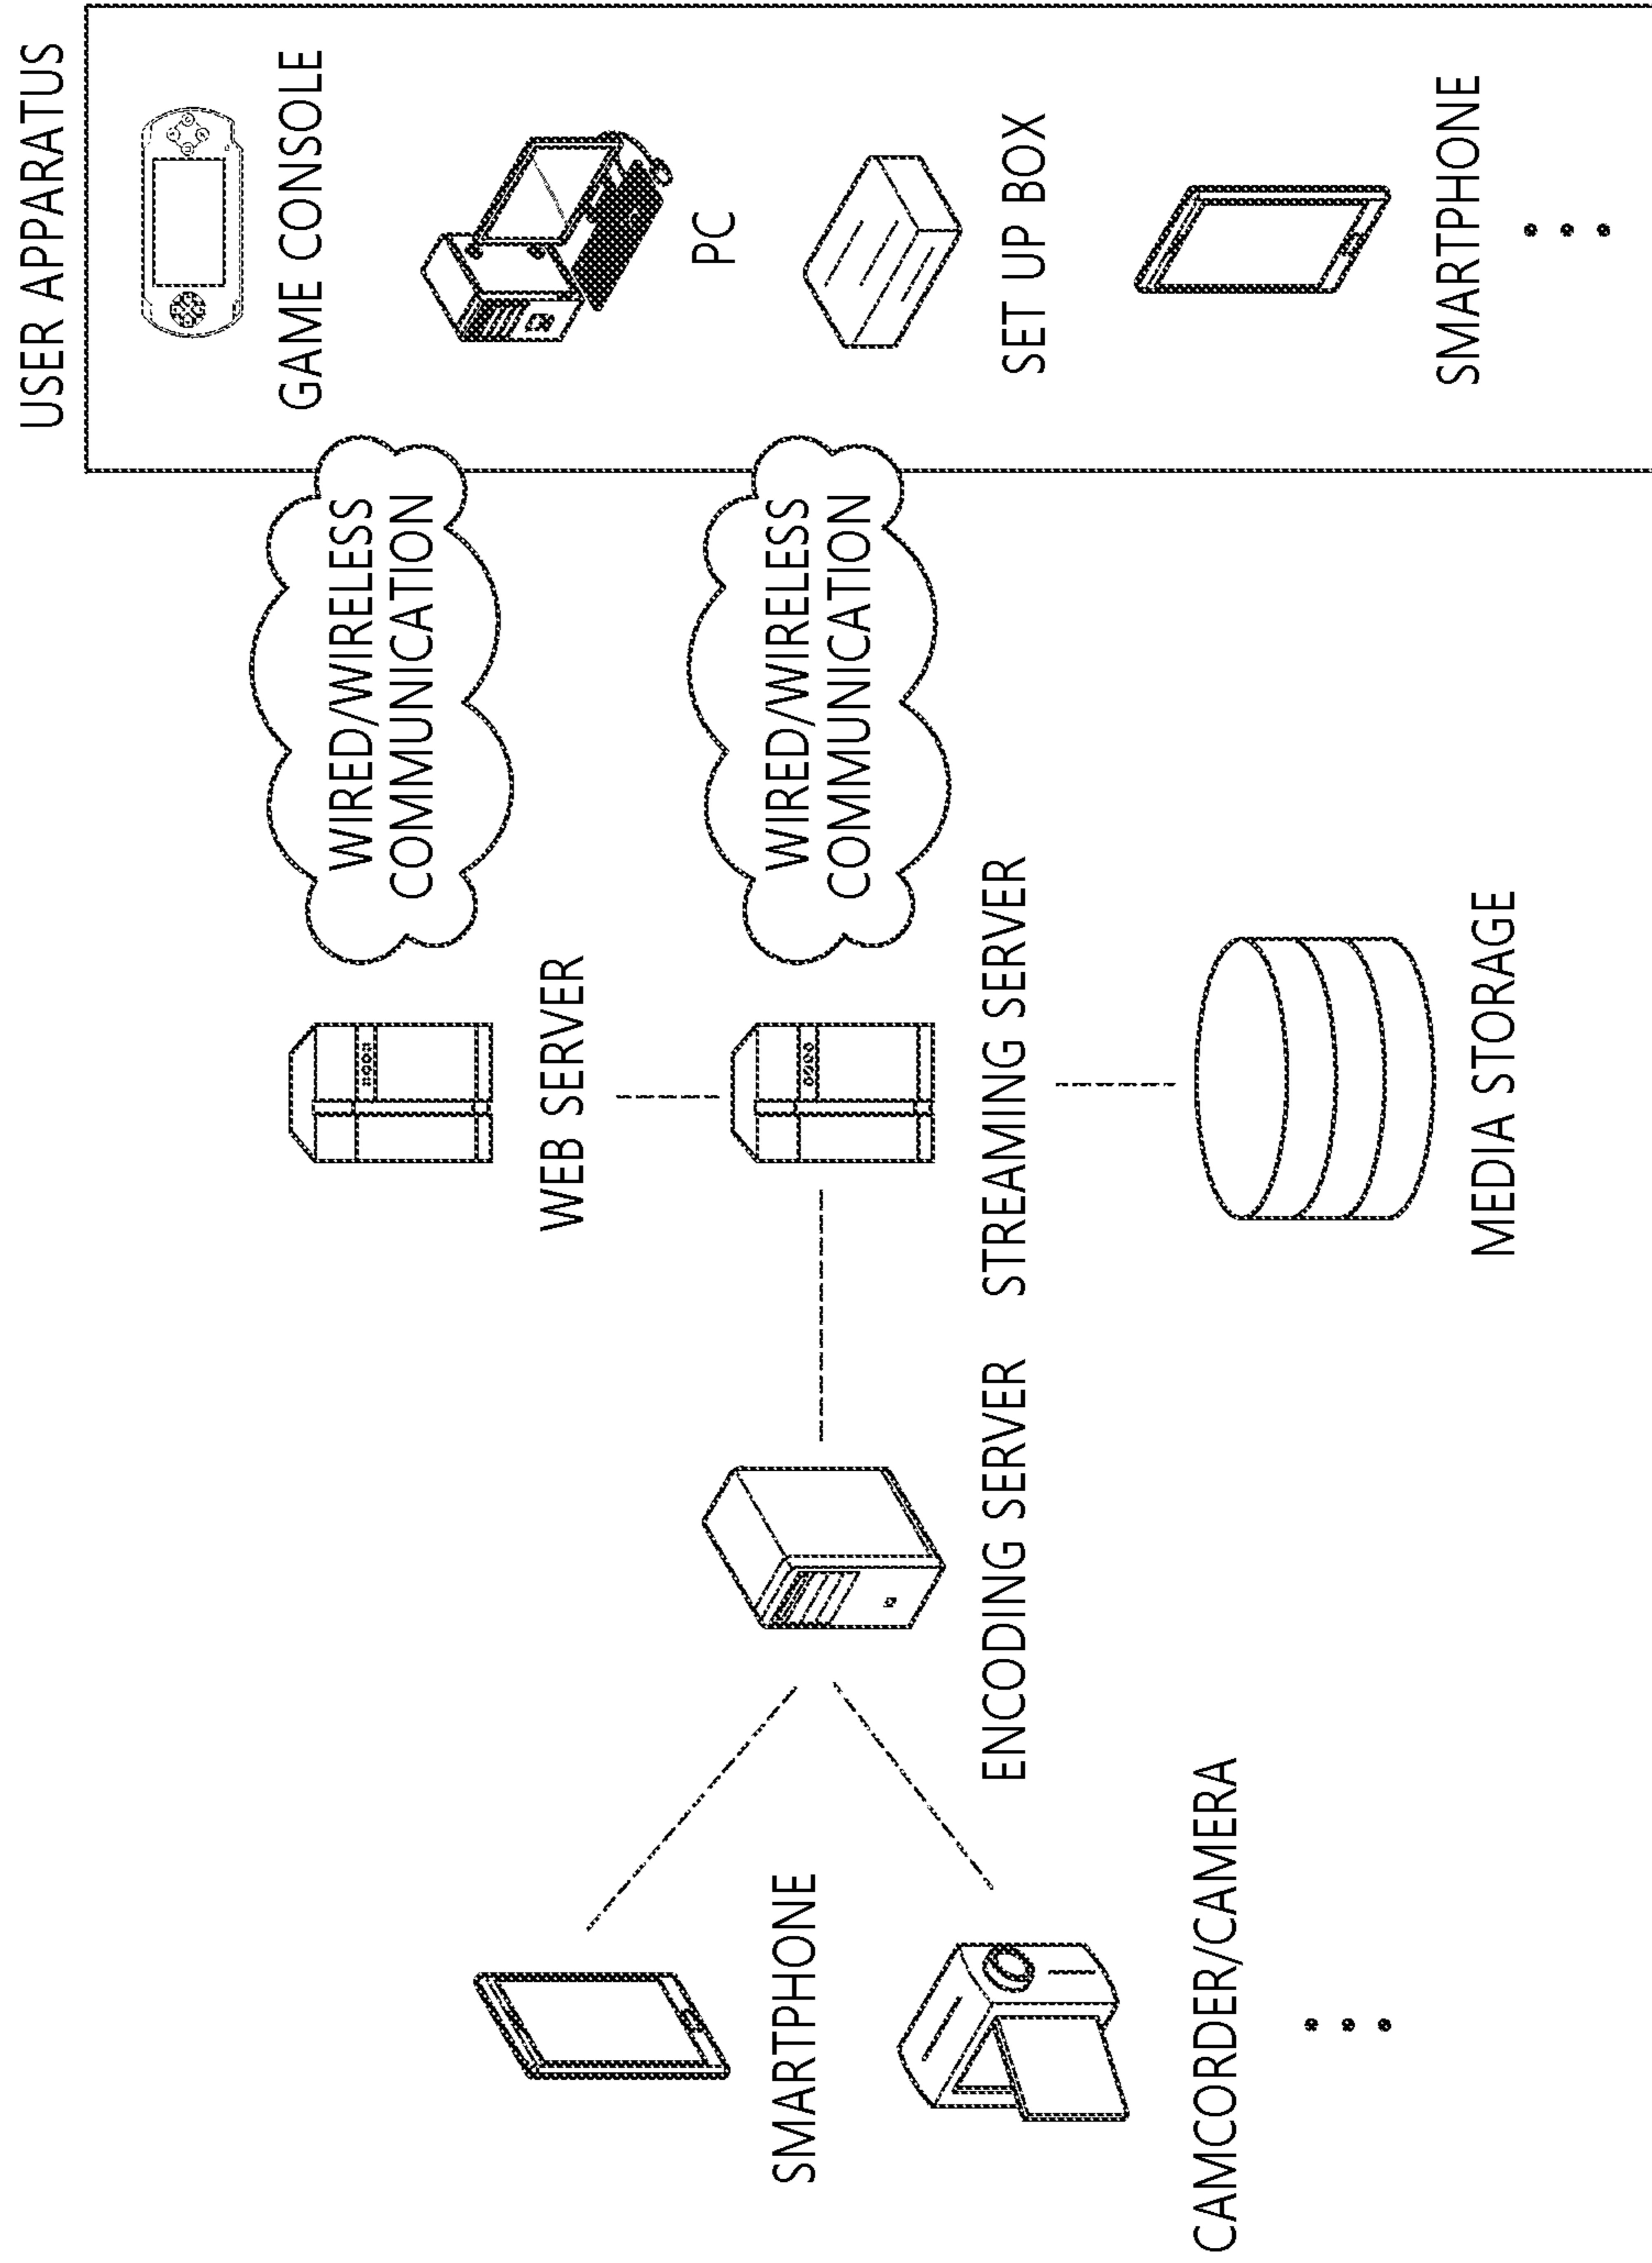 USER APPARATUS
GAME CONSOLE
PC
SET UP BOX
SMARTPHONE
WIRED/WIRELESS
COMMUNICATION
WIRED/WIRELESS
COMMUNICATION
WEB SERVER
STREAMING SERVER
MEDIA STORAGE
ENCODING SERVER
SMARTPHONE
CAMCORDER/CAMERA